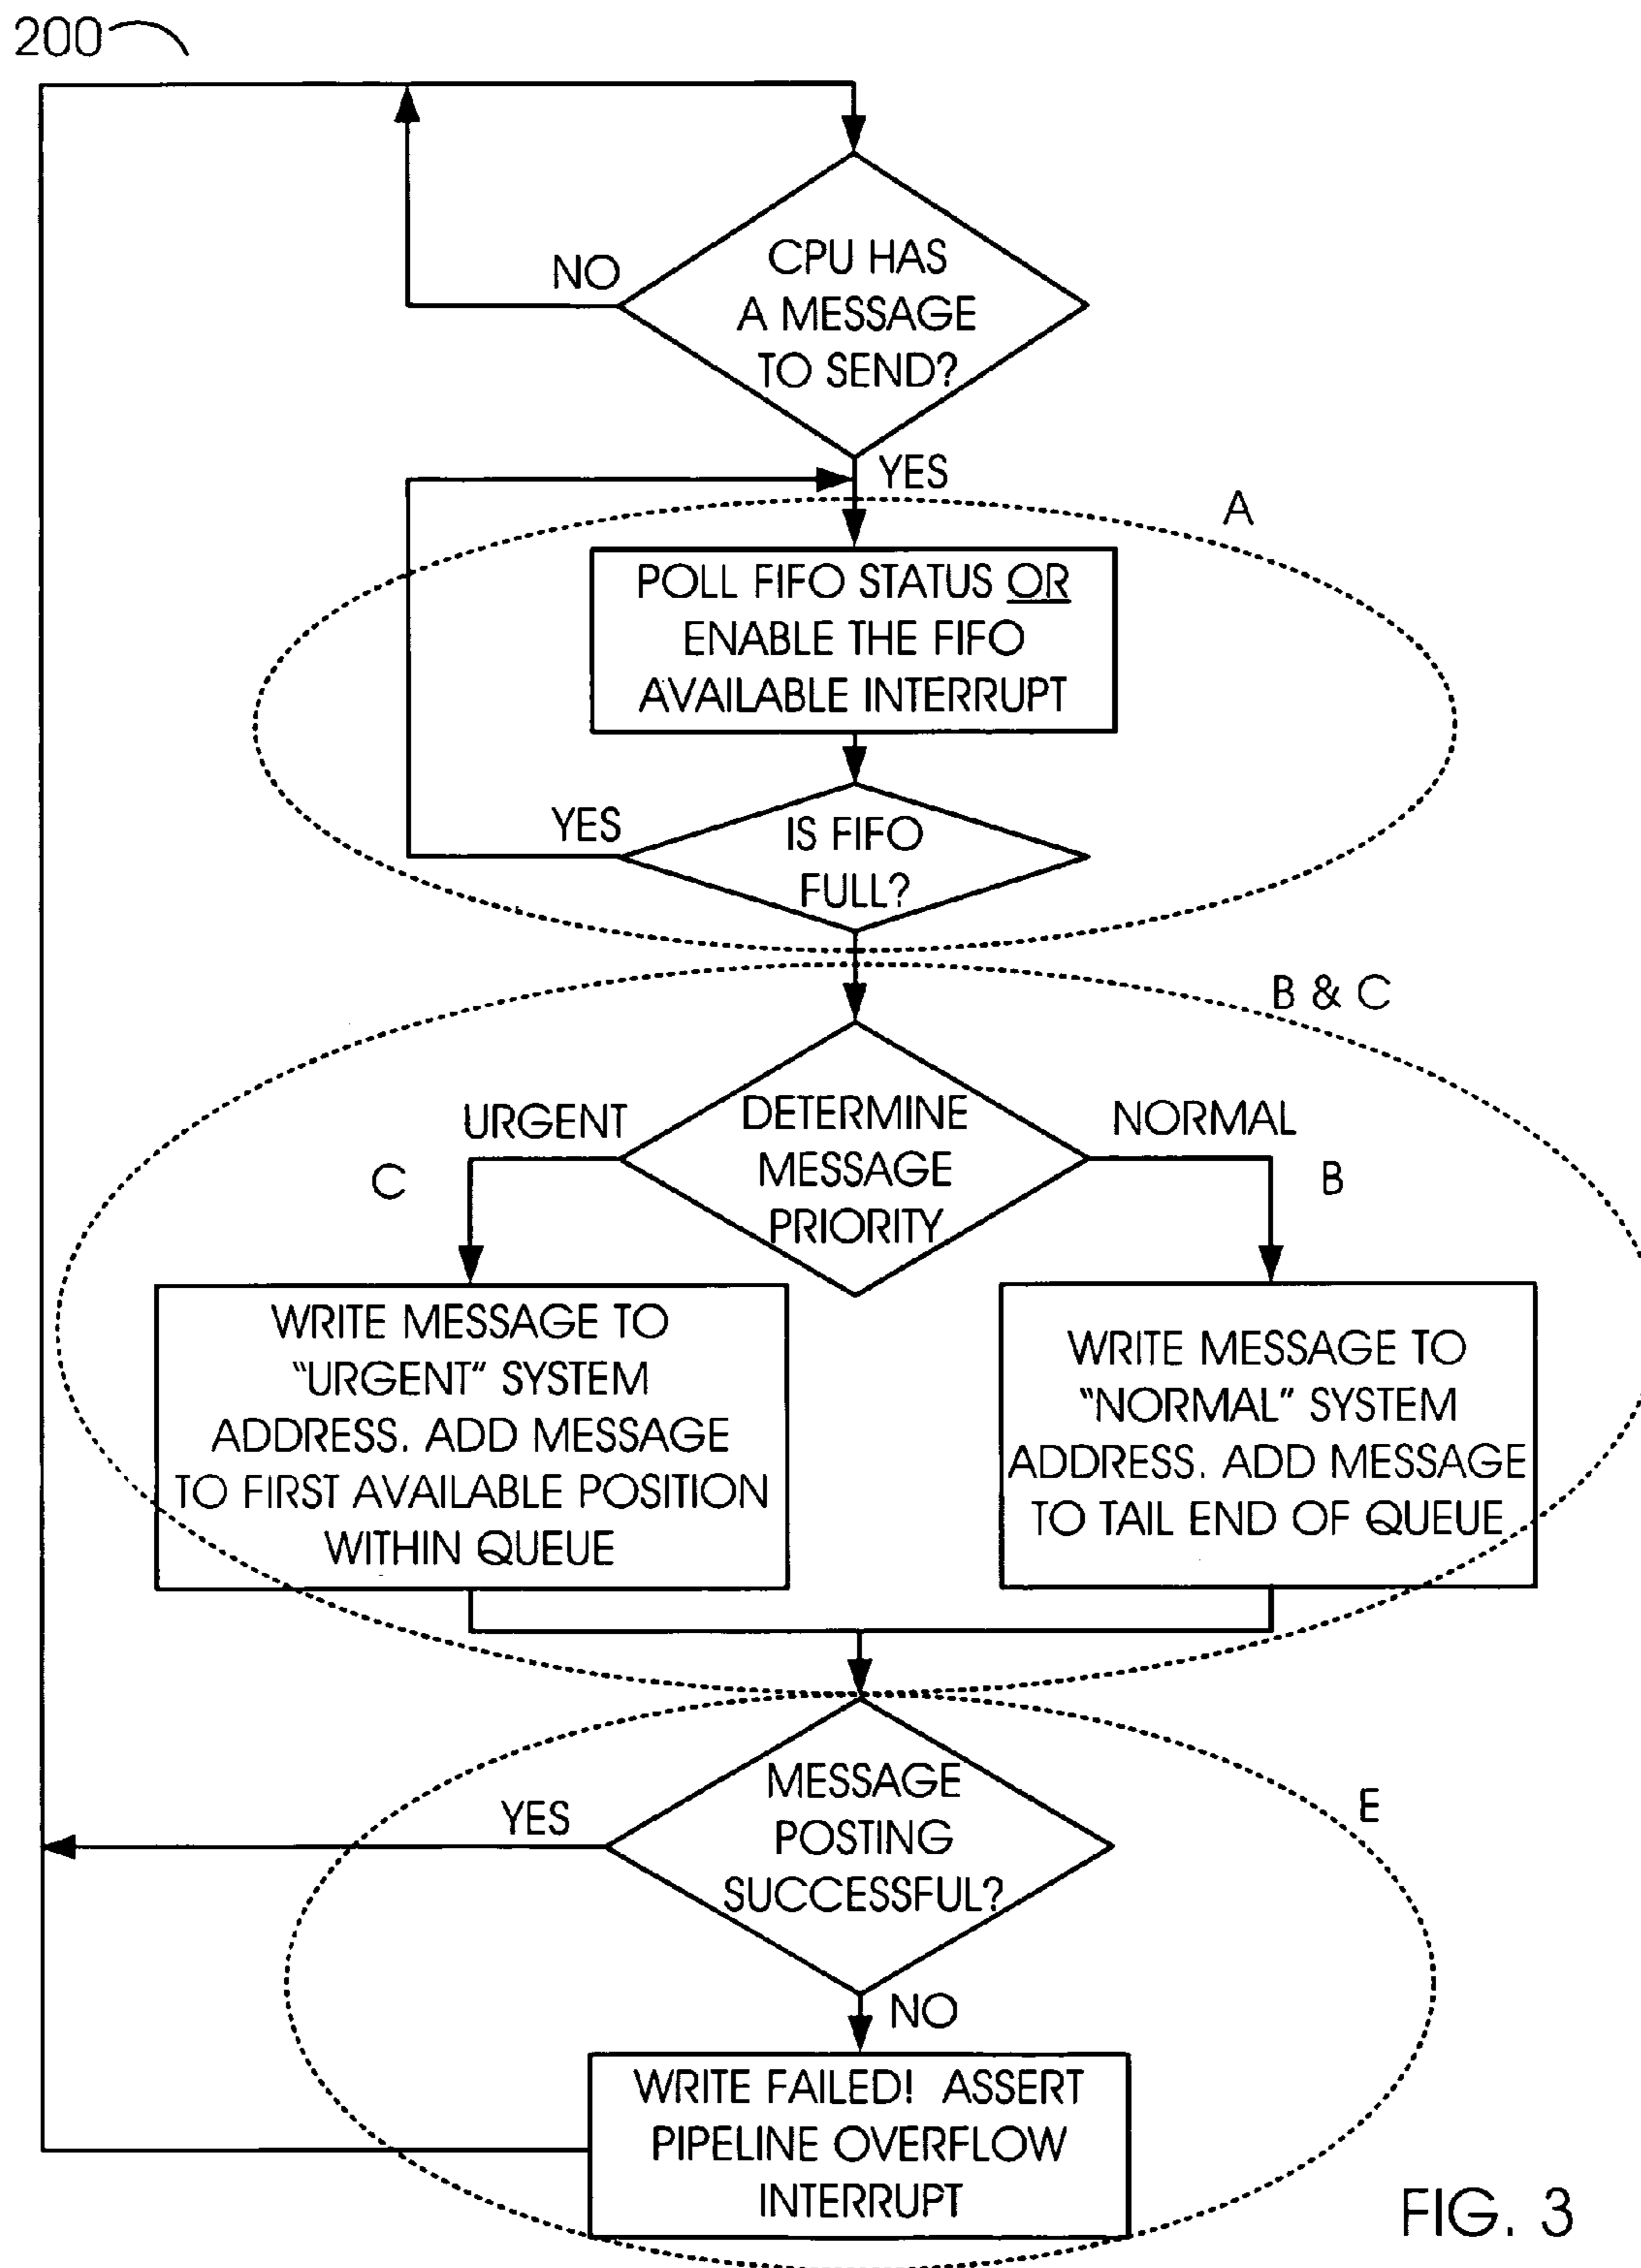 200
CPU HAS
A MESSAGE
TO SEND?
NO
YES
A
POLL FIFO STATUS OR
ENABLE THE FIFO
AVAILABLE INTERRUPT
YES
IS FIFO
FULL?
B & C
URGENT
DETERMINE
MESSAGE
PRIORITY
NORMAL
C
B
WRITE MESSAGE TO
"URGENT" SYSTEM
ADDRESS. ADD MESSAGE
TO FIRST AVAILABLE POSITION
WITHIN QUEUE
WRITE MESSAGE TO
"NORMAL" SYSTEM
ADDRESS. ADD MESSAGE
TO TAIL END OF QUEUE
YES
MESSAGE
POSTING
SUCCESSFUL?
E
NO
WRITE FAILED! ASSERT
PIPELINE OVERFLOW
INTERRUPT
FIG. 3